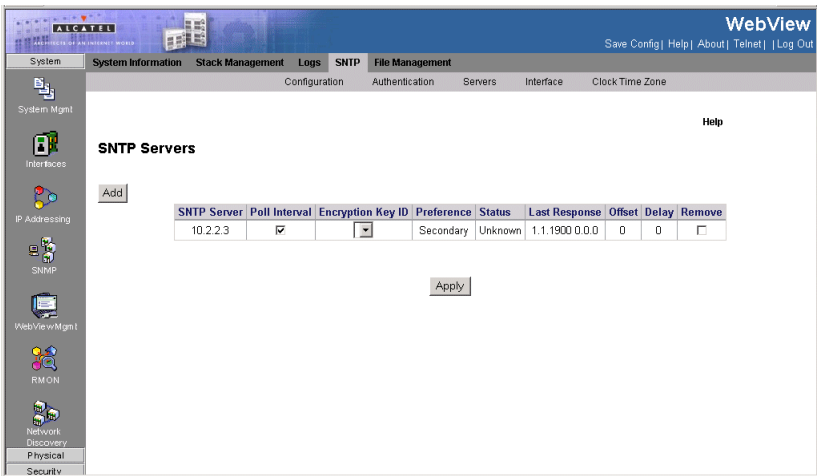 ALCATEL
ARCHITECTS OF AN INTERNET WORLD
WebView
Save Config| Help| About| Telnet| |Log Out
System
System Information Stack Management Logs SNTP File Management
Configuration Authentication Servers Interface Clock Time Zone
System Mgmt
Interfaces
IP Addressing
SNMP
WebViewMgmt
RMON
Network
Discovery
Physical
Security
Help
SNTP Servers
Add
SNTP Server Poll Interval Encryption Key ID Preference Status Last Response Offset Delay Remove
10.2.2.3 Secondary Unknown 1.1.1900 0.0.0 0 0
Apply